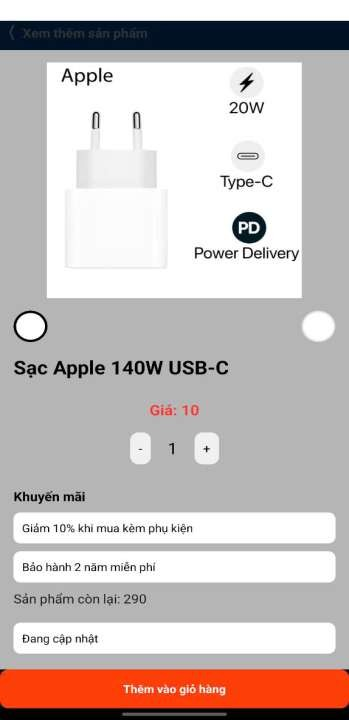 Xem thêm sản phẩm
Apple
20W
Type-C
PD
Power Delivery
Sạc Apple 140W USB-C
Giá: 10
- 1 +
Khuyến mãi
Giảm 10% khi mua kèm phụ kiện
Bảo hành 2 năm miễn phí
Sản phẩm còn lại: 290
Đang cập nhật
Thêm vào giỏ hàng